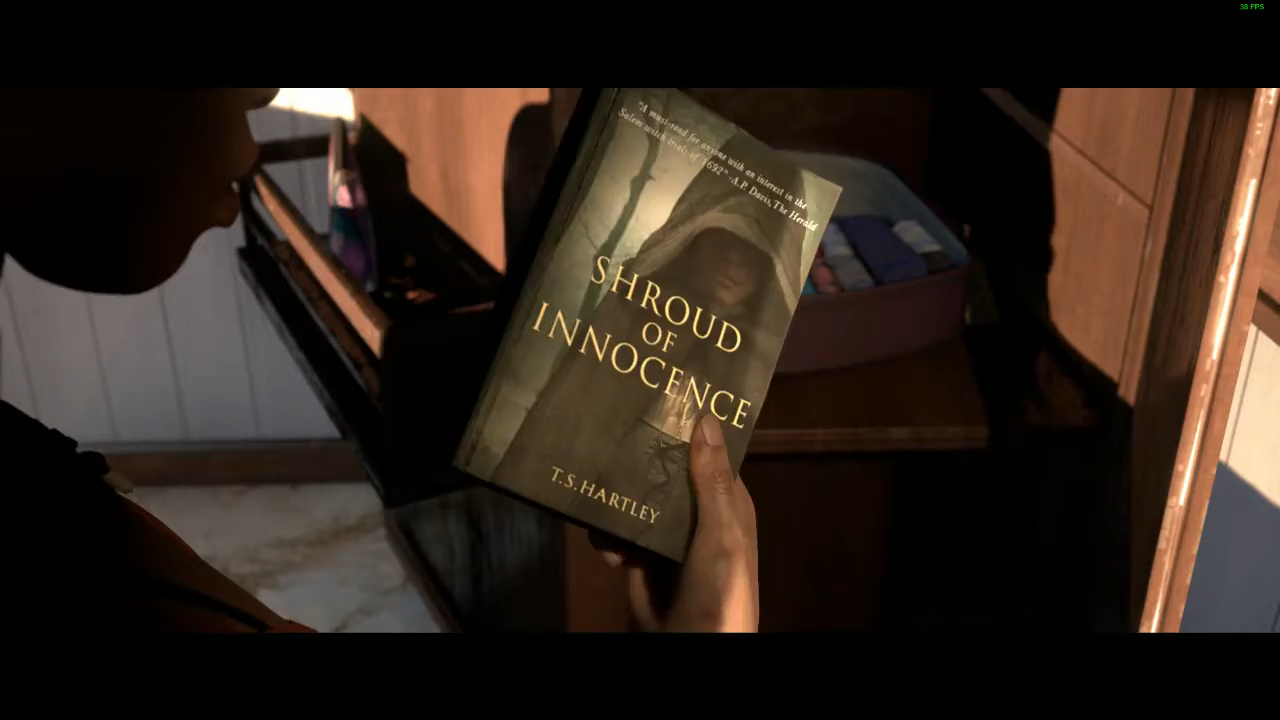 38 FPS
"A must-read for anyone with an interest in the
Salem witch trials of 1692" -A.P. Davis, The Herald
SHROUD
OF
INNOCENCE
T.S.HARTLEY